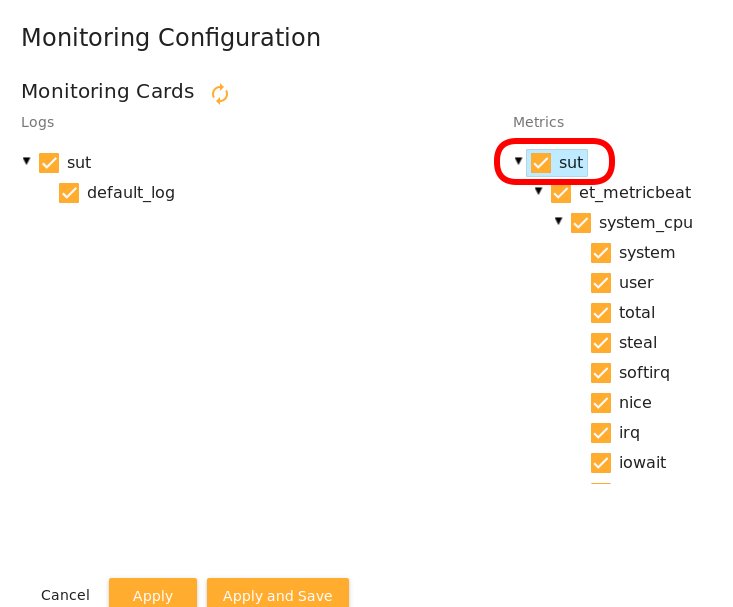 Monitoring Configuration
Monitoring Cards
Logs
sut
default_log
Metrics
sut
et_metricbeat
system_cpu
system
user
total
steal
softirq
nice
irq
iowait
Cancel
Apply
Apply and Save